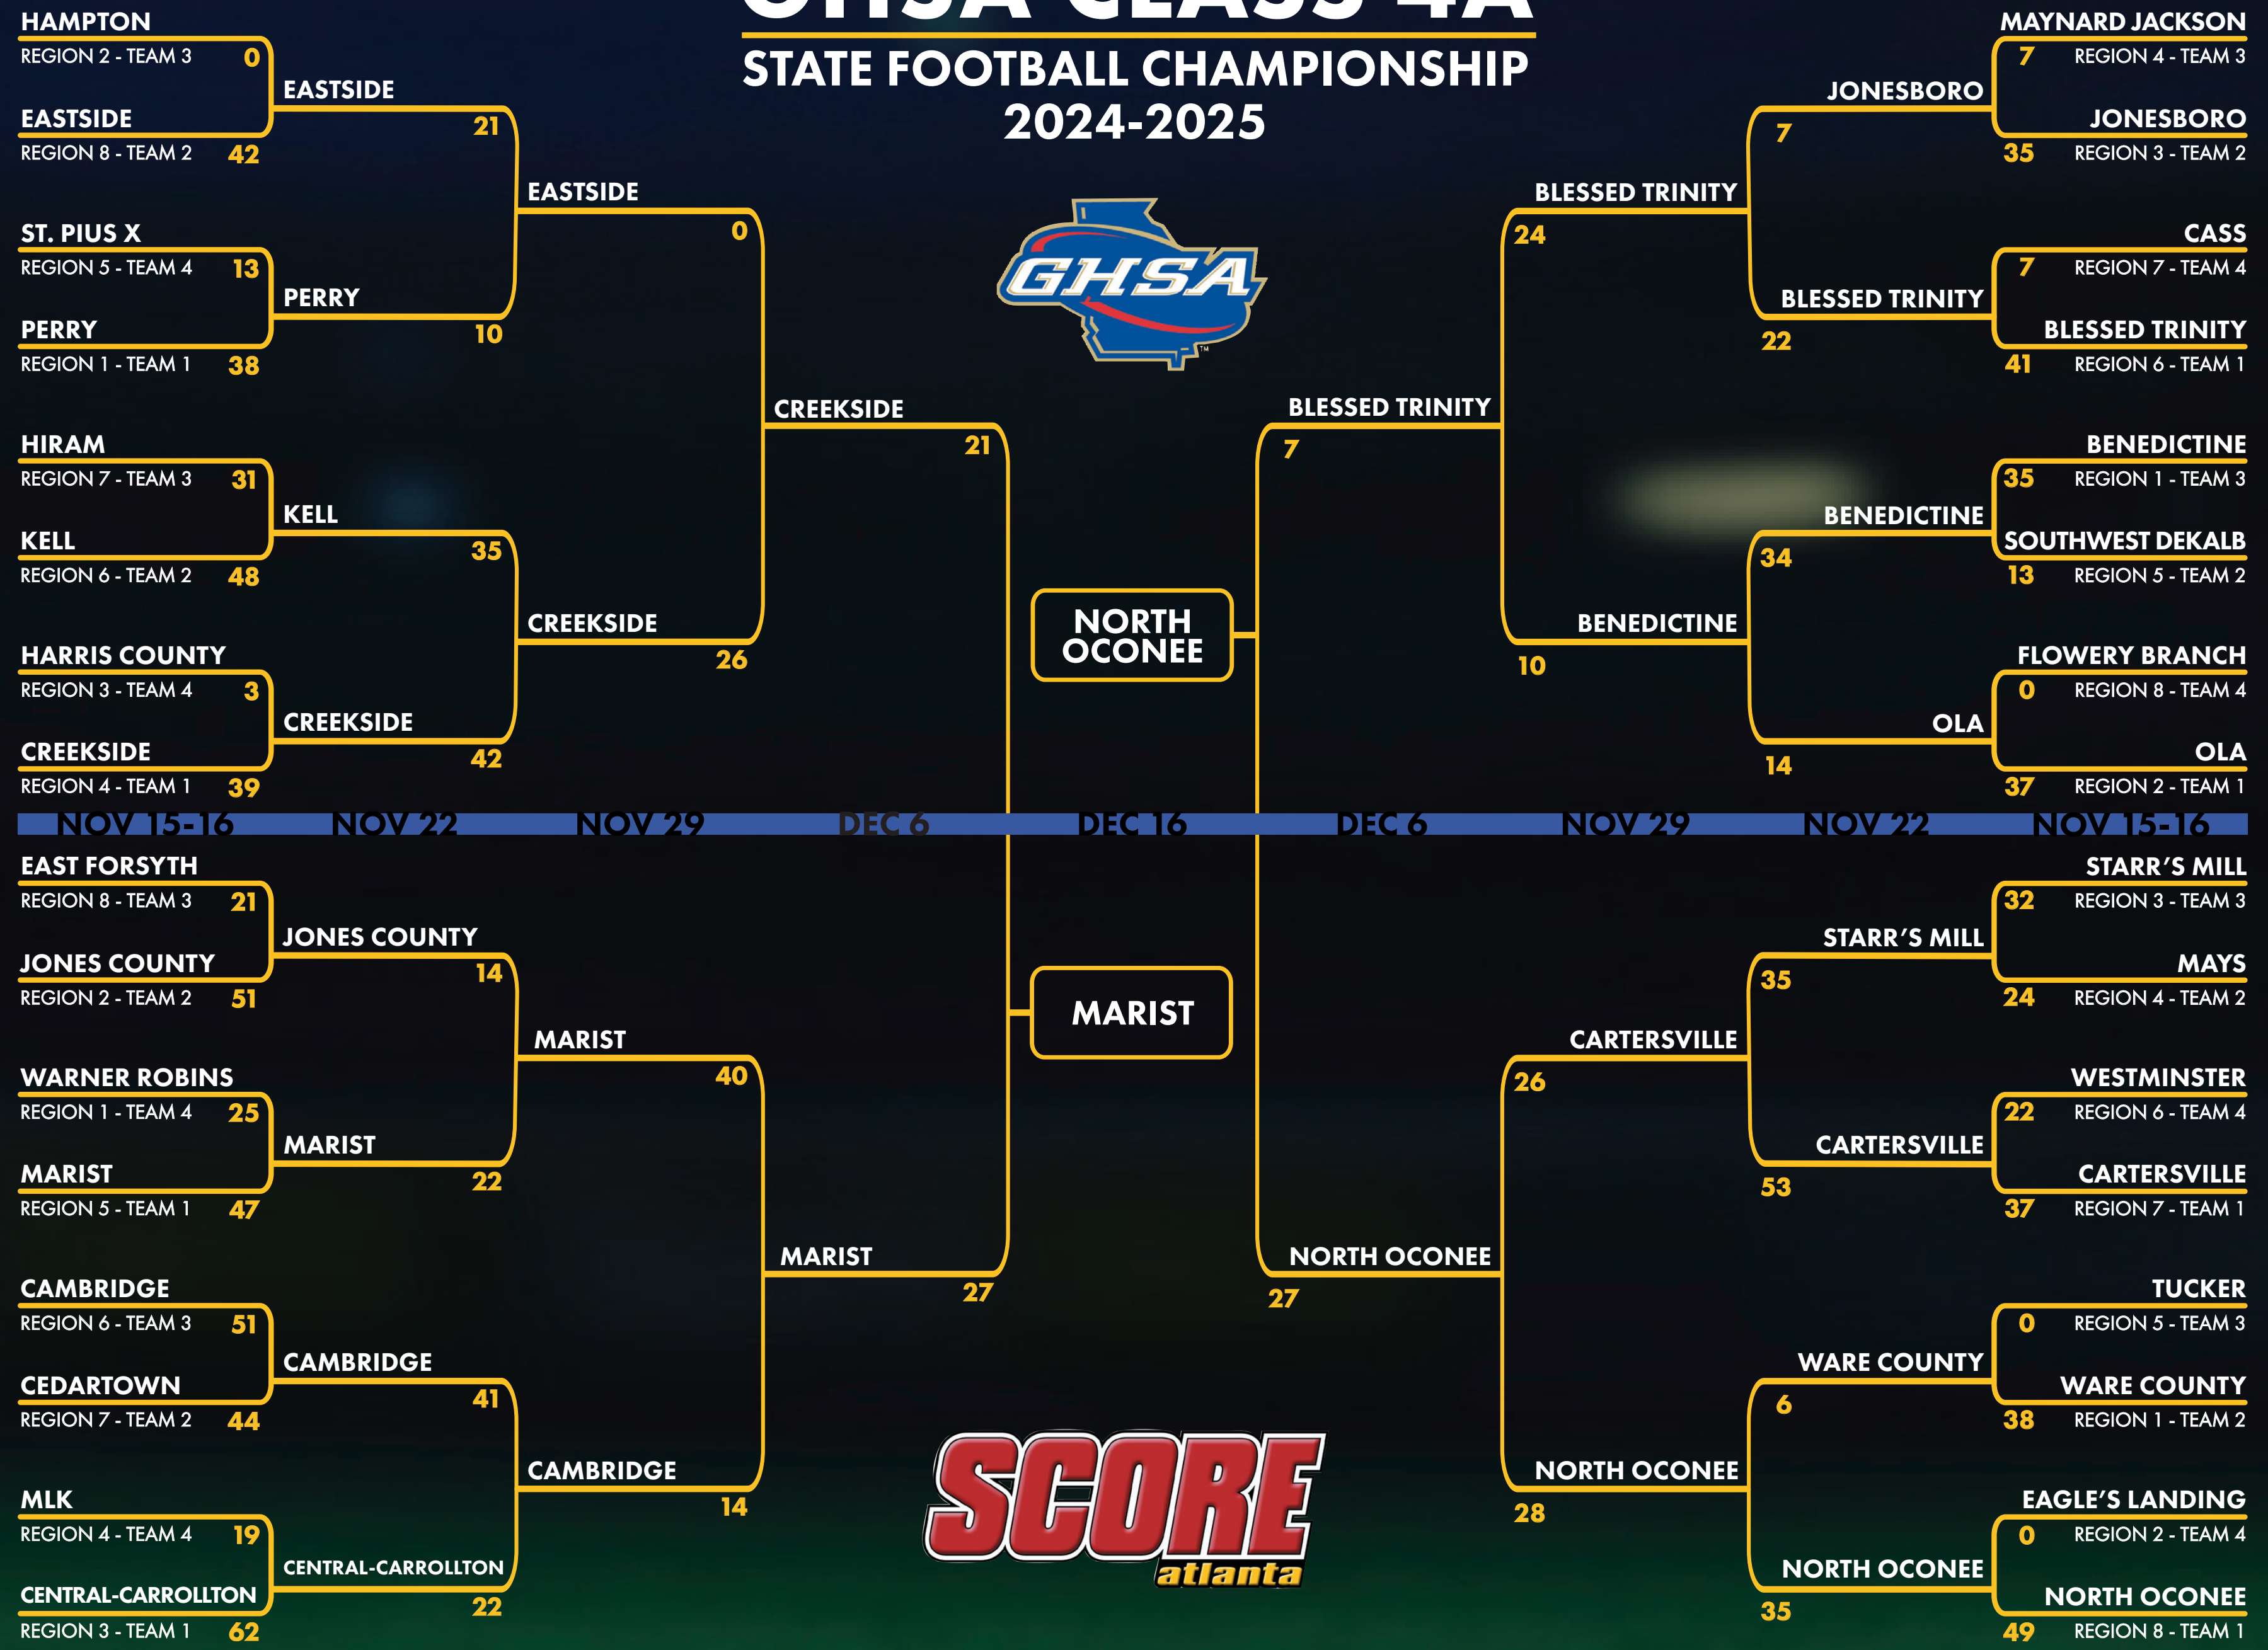 GHSA CLASS 4A
STATE FOOTBALL CHAMPIONSHIP
2024-2025
GHSA
TM
HAMPTON
REGION 2 - TEAM 3 0
EASTSIDE
REGION 8 - TEAM 2 42
ST. PIUS X
REGION 5 - TEAM 4 13
PERRY
REGION 1 - TEAM 1 38
HIRAM
REGION 7 - TEAM 3 31
KELL
REGION 6 - TEAM 2 48
HARRIS COUNTY
REGION 3 - TEAM 4 3
CREEKSIDE
REGION 4 - TEAM 1 39
EASTSIDE
21
PERRY
10
KELL
35
CREEKSIDE
42
EASTSIDE
0
CREEKSIDE
26
CREEKSIDE
21
NORTH
OCONEE
BLESSED TRINITY
7
BLESSED TRINITY
24
BENEDICTINE
10
JONESBORO
7
BLESSED TRINITY
22
BENEDICTINE
34
OLA
14
MAYNARD JACKSON
7 REGION 4 - TEAM 3
JONESBORO
35 REGION 3 - TEAM 2
CASS
7 REGION 7 - TEAM 4
BLESSED TRINITY
41 REGION 6 - TEAM 1
BENEDICTINE
35 REGION 1 - TEAM 3
SOUTHWEST DEKALB
13 REGION 5 - TEAM 2
FLOWERY BRANCH
0 REGION 8 - TEAM 4
OLA
37 REGION 2 - TEAM 1
NOV 15-16 NOV 22 NOV 29 DEC 6 DEC 16 DEC 6 NOV 29 NOV 22 NOV 15-16
EAST FORSYTH
REGION 8 - TEAM 3 21
JONES COUNTY
REGION 2 - TEAM 2 51
WARNER ROBINS
REGION 1 - TEAM 4 25
MARIST
REGION 5 - TEAM 1 47
CAMBRIDGE
REGION 6 - TEAM 3 51
CEDARTOWN
REGION 7 - TEAM 2 44
MLK
REGION 4 - TEAM 4 19
CENTRAL-CARROLLTON
REGION 3 - TEAM 1 62
JONES COUNTY
14
MARIST
22
CAMBRIDGE
41
CENTRAL-CARROLLTON
22
MARIST
40
CAMBRIDGE
14
MARIST
27
MARIST
NORTH OCONEE
27
CARTERSVILLE
26
NORTH OCONEE
28
STARR'S MILL
35
CARTERSVILLE
53
WARE COUNTY
6
NORTH OCONEE
35
STARR'S MILL
32 REGION 3 - TEAM 3
MAYS
24 REGION 4 - TEAM 2
WESTMINSTER
22 REGION 6 - TEAM 4
CARTERSVILLE
37 REGION 7 - TEAM 1
TUCKER
0 REGION 5 - TEAM 3
WARE COUNTY
38 REGION 1 - TEAM 2
EAGLE'S LANDING
0 REGION 2 - TEAM 4
NORTH OCONEE
49 REGION 8 - TEAM 1
SCORE
atlanta